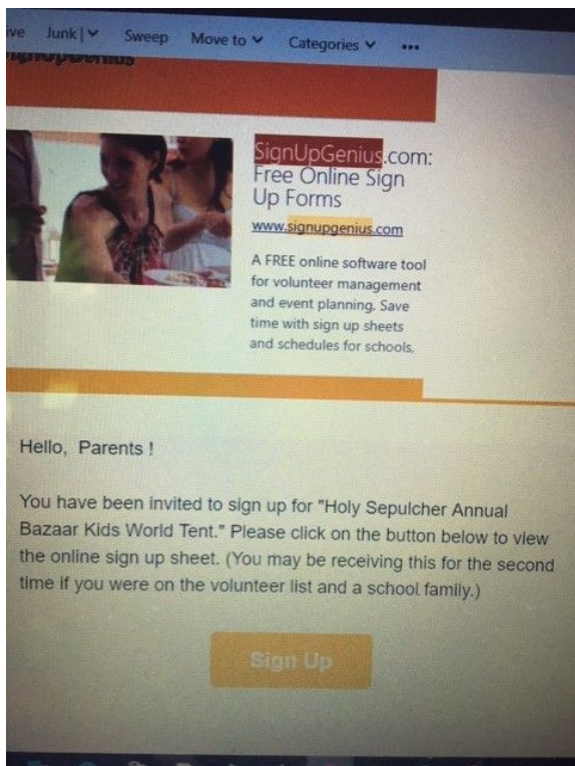 Junk | Sweep Move to Categories •••
SignUpGenius.com:
Free Online Sign
Up Forms
www.signupgenius.com
A FREE online software tool
for volunteer management
and event planning. Save
time with sign up sheets
and schedules for schools.
Hello, Parents !
You have been invited to sign up for "Holy Sepulcher Annual
Bazaar Kids World Tent." Please click on the button below to view
the online sign up sheet. (You may be receiving this for the second
time if you were on the volunteer list and a school family.)
Sign Up